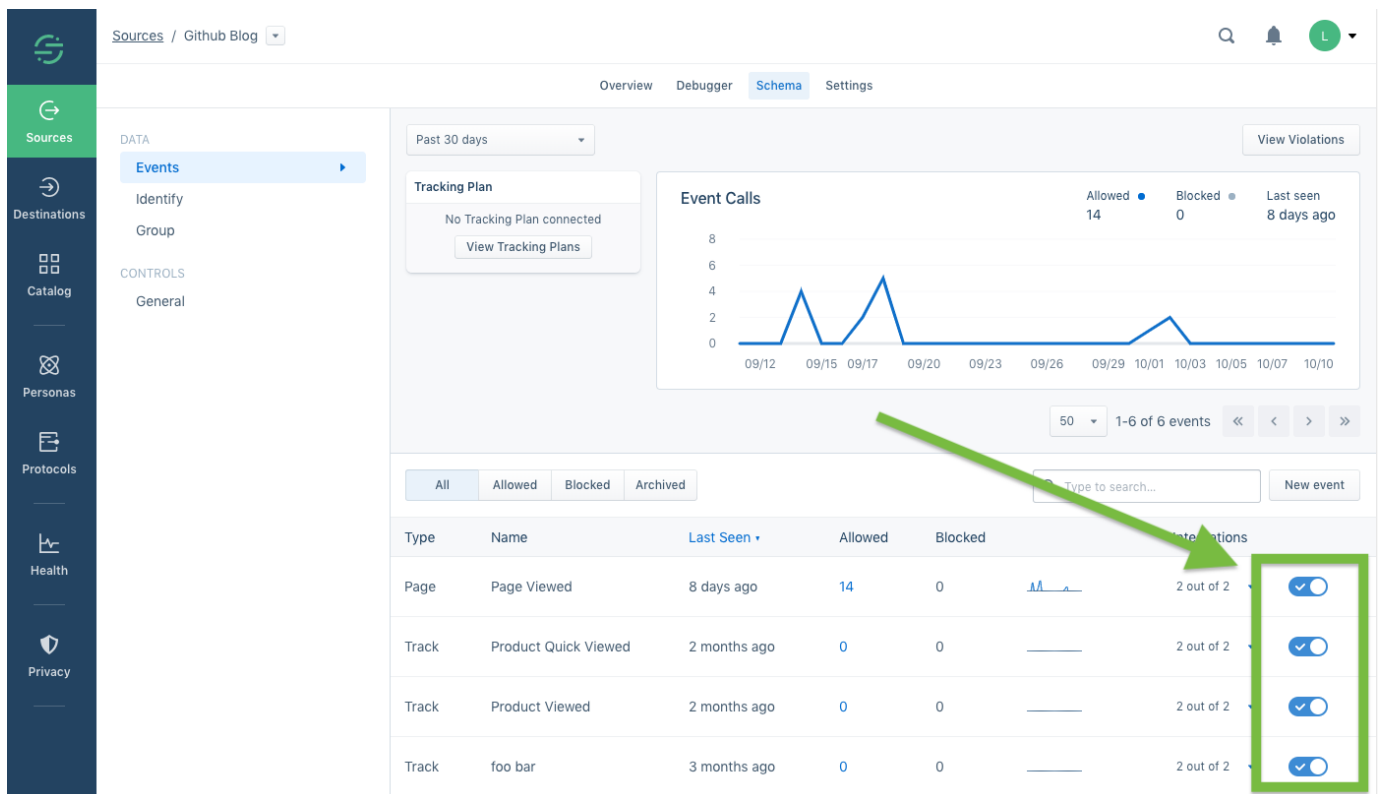 Sources / Github Blog
L
Overview Debugger Schema Settings
Sources
Destinations
Catalog
Personas
Protocols
Health
Privacy
DATA
Events
Identify
Group
CONTROLS
General
Past 30 days
View Violations
Tracking Plan
No Tracking Plan connected
View Tracking Plans
Event Calls
Allowed Blocked Last seen
14 0 8 days ago
8
6
4
2
0
09/12 09/15 09/17 09/20 09/23 09/26 09/29 10/01 10/03 10/05 10/07 10/10
50 1-6 of 6 events
All Allowed Blocked Archived
Type to search...
New event
Type Name Last Seen Allowed Blocked
Page Page Viewed 8 days ago 14 0 2 out of 2
Track Product Quick Viewed 2 months ago 0 0 2 out of 2
Track Product Viewed 2 months ago 0 0 2 out of 2
Track foo bar 3 months ago 0 0 2 out of 2